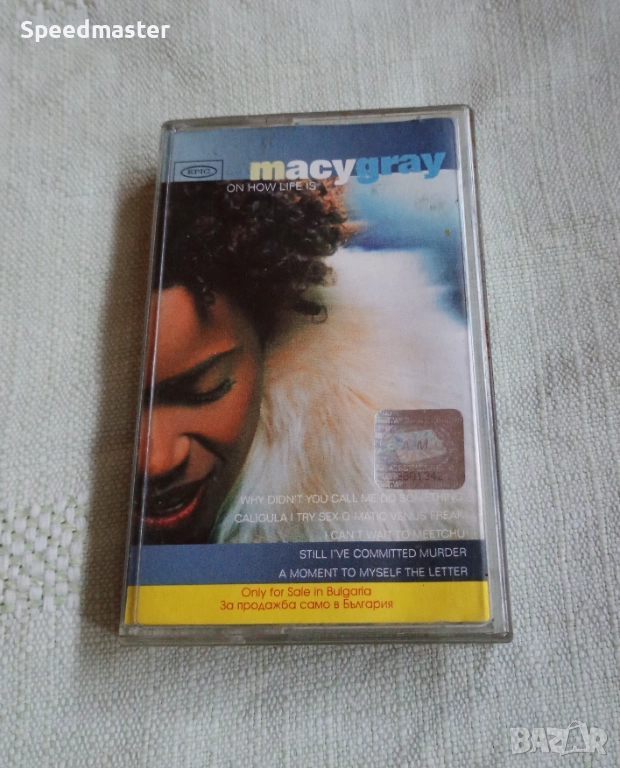 Speedmaster
EPIC
macygray
ON HOW LIFE IS
WHY DIDN'T YOU CALL ME DO SOMETHING
CALIGULA I TRY SEX-O-MATIC VENUS FREAK
I CAN'T WAIT TO MEETCHU
STILL I'VE COMMITTED MURDER
A MOMENT TO MYSELF THE LETTER
Only for Sale in Bulgaria
За продажба само в България
BAZAR